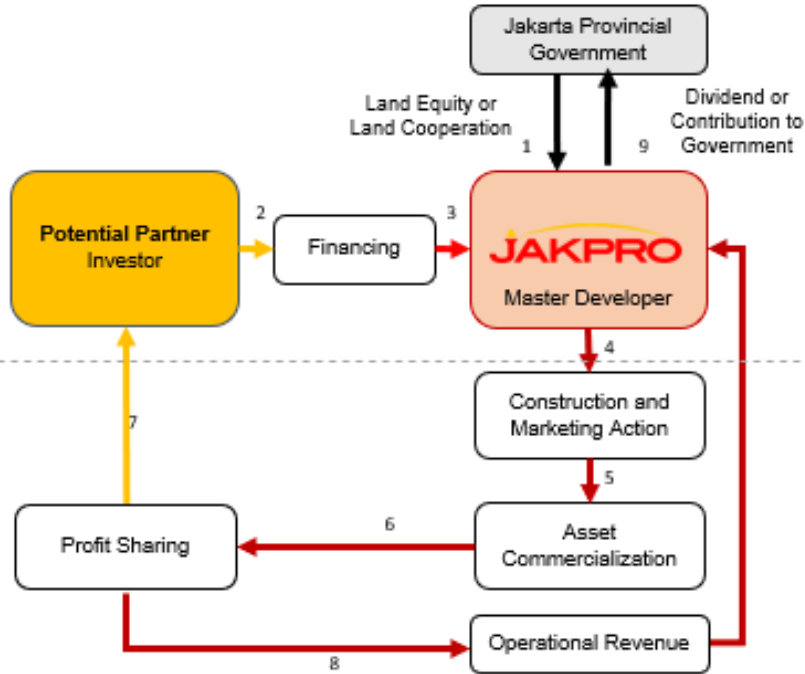 Jakarta Provincial
Government
Land Equity or
Land Cooperation
1
9
Dividend or
Contribution to
Government
Potential Partner
Investor
2
Financing
3
JAKPRO
Master Developer
4
Construction and
Marketing Action
7
5
Profit Sharing
6
Asset
Commercialization
8
Operational Revenue